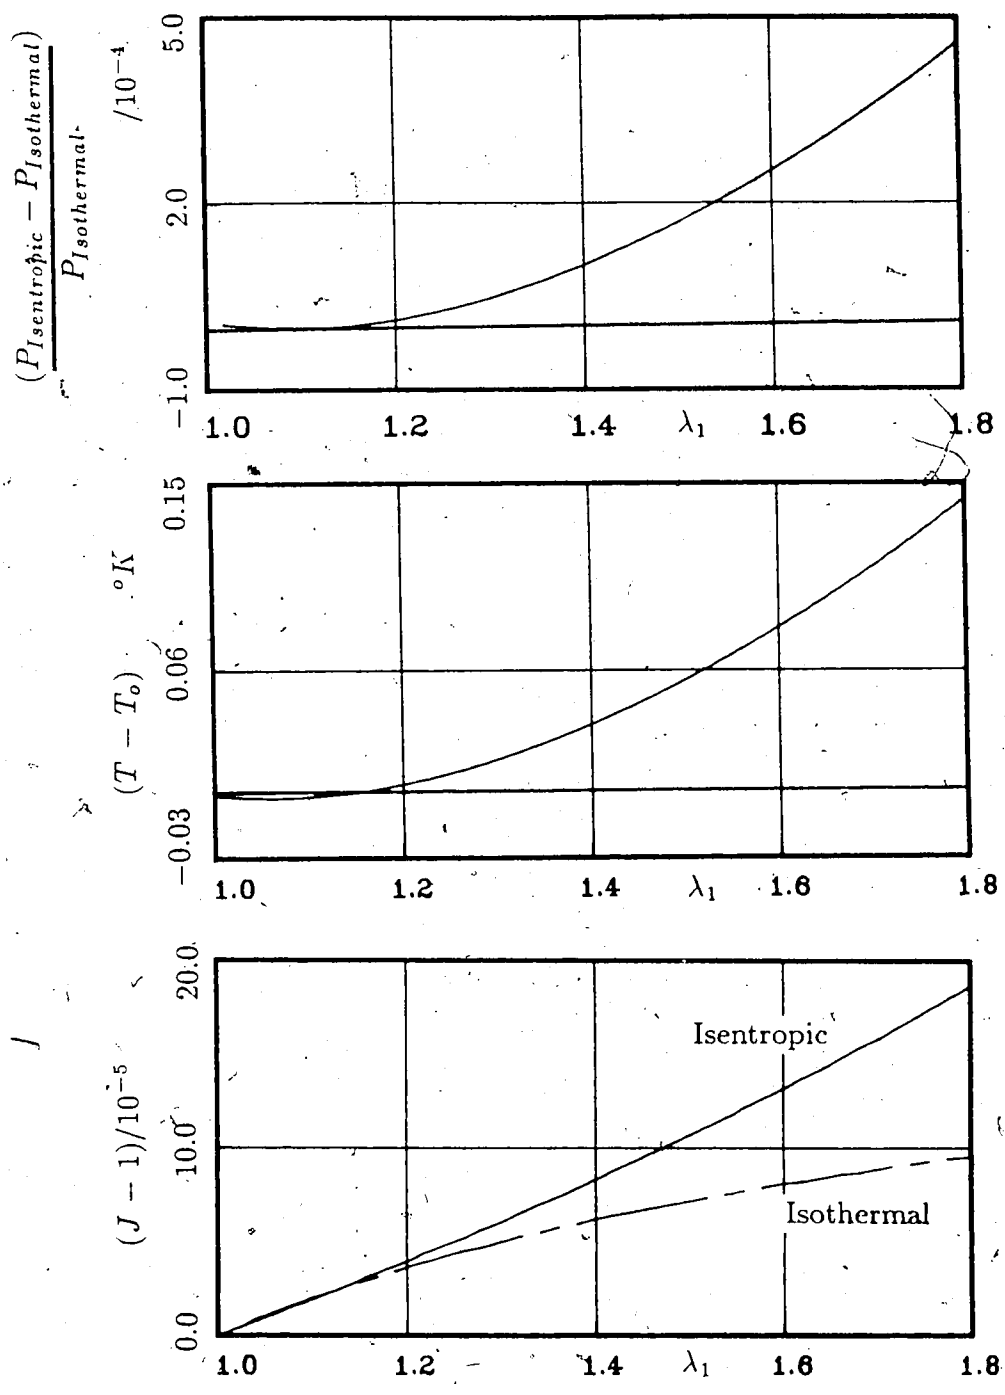 (P_Isentropic − P_Isothermal)
P_Isothermal
/10^−4
5.0
2.0
−1.0
1.0 1.2 1.4 λ₁ 1.6 1.8
(T − T_o) °K
0.15
0.06
−0.03
1.0 1.2 1.4 λ₁ 1.6 1.8
(J − 1)/10^−5
20.0
10.0
0.0
Isentropic
Isothermal
1.0 1.2 1.4 λ₁ 1.6 1.8